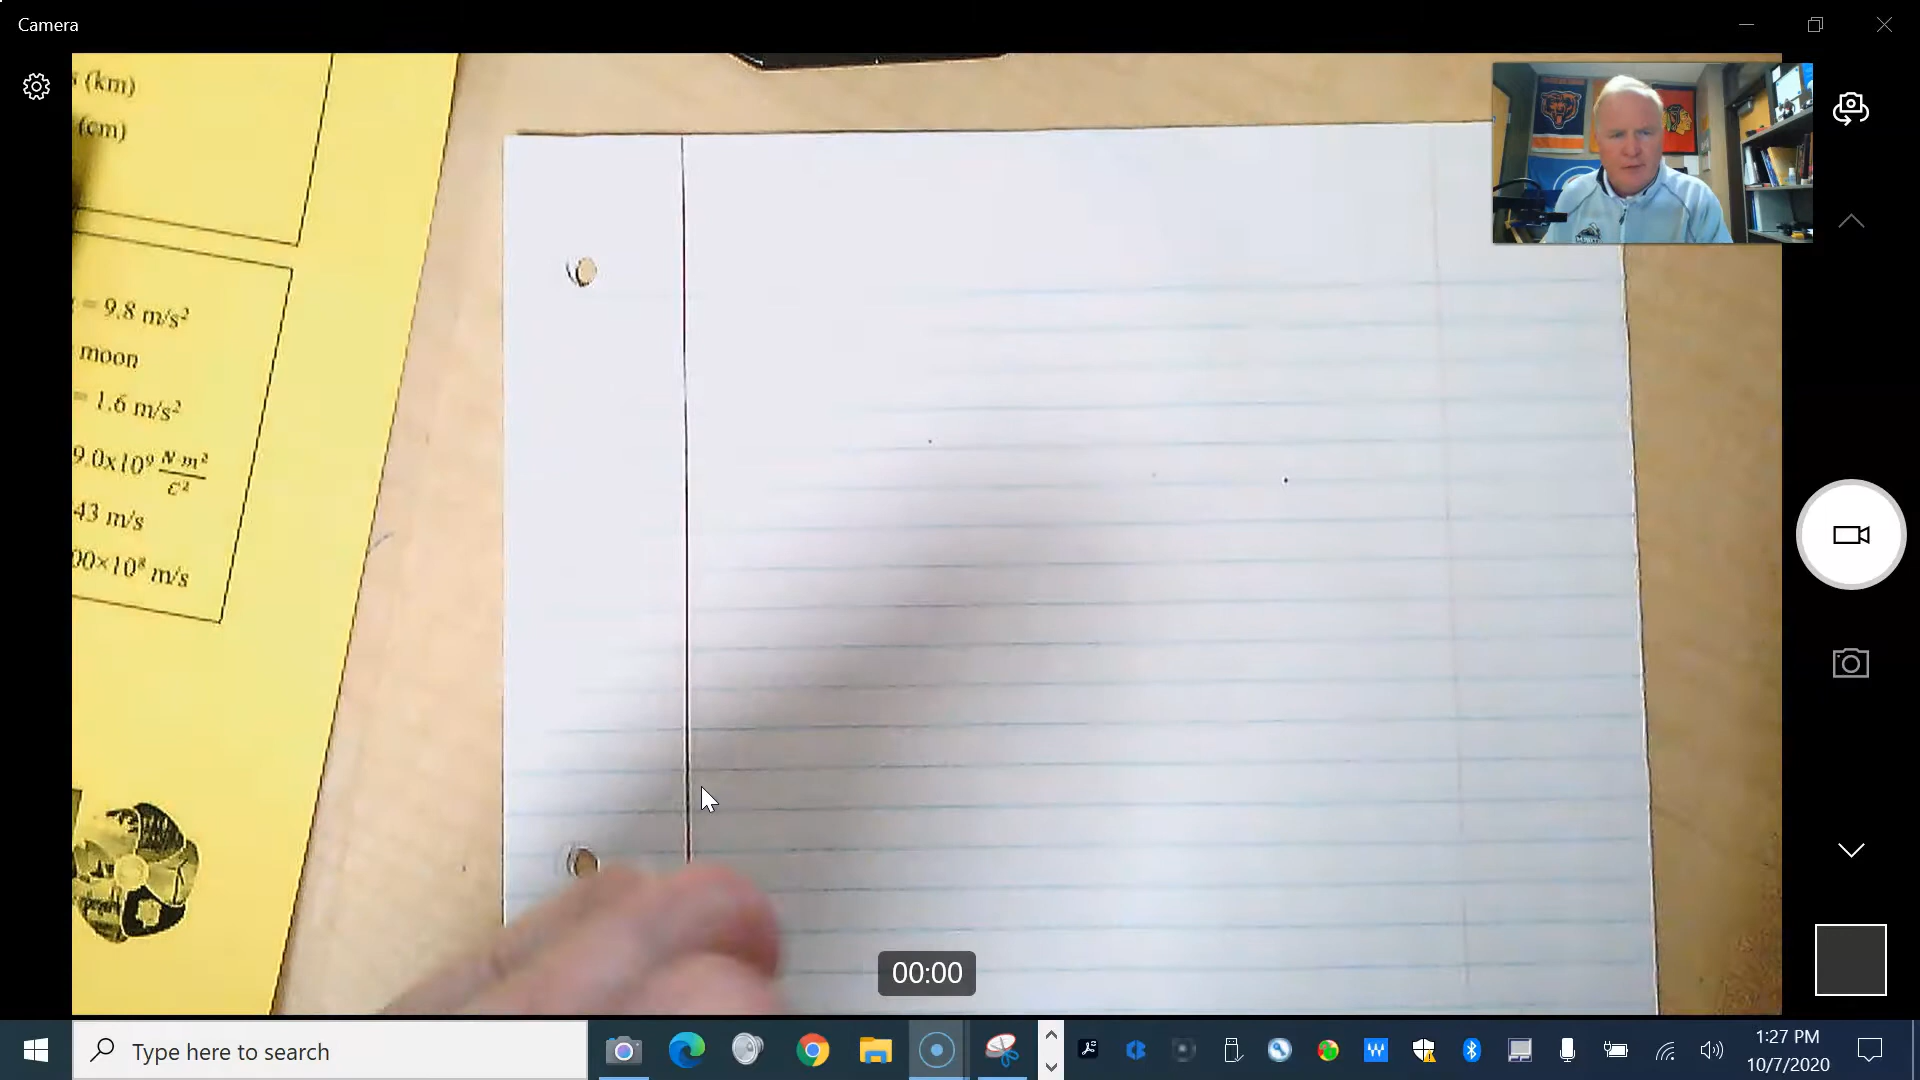 Camera
s (km)
(cm)
= 9.8 m/s²
moon
= 1.6 m/s²
9.0x10⁹ N·m²
C²
43 m/s
00×10⁸ m/s
00:00
Type here to search
1:27 PM
10/7/2020